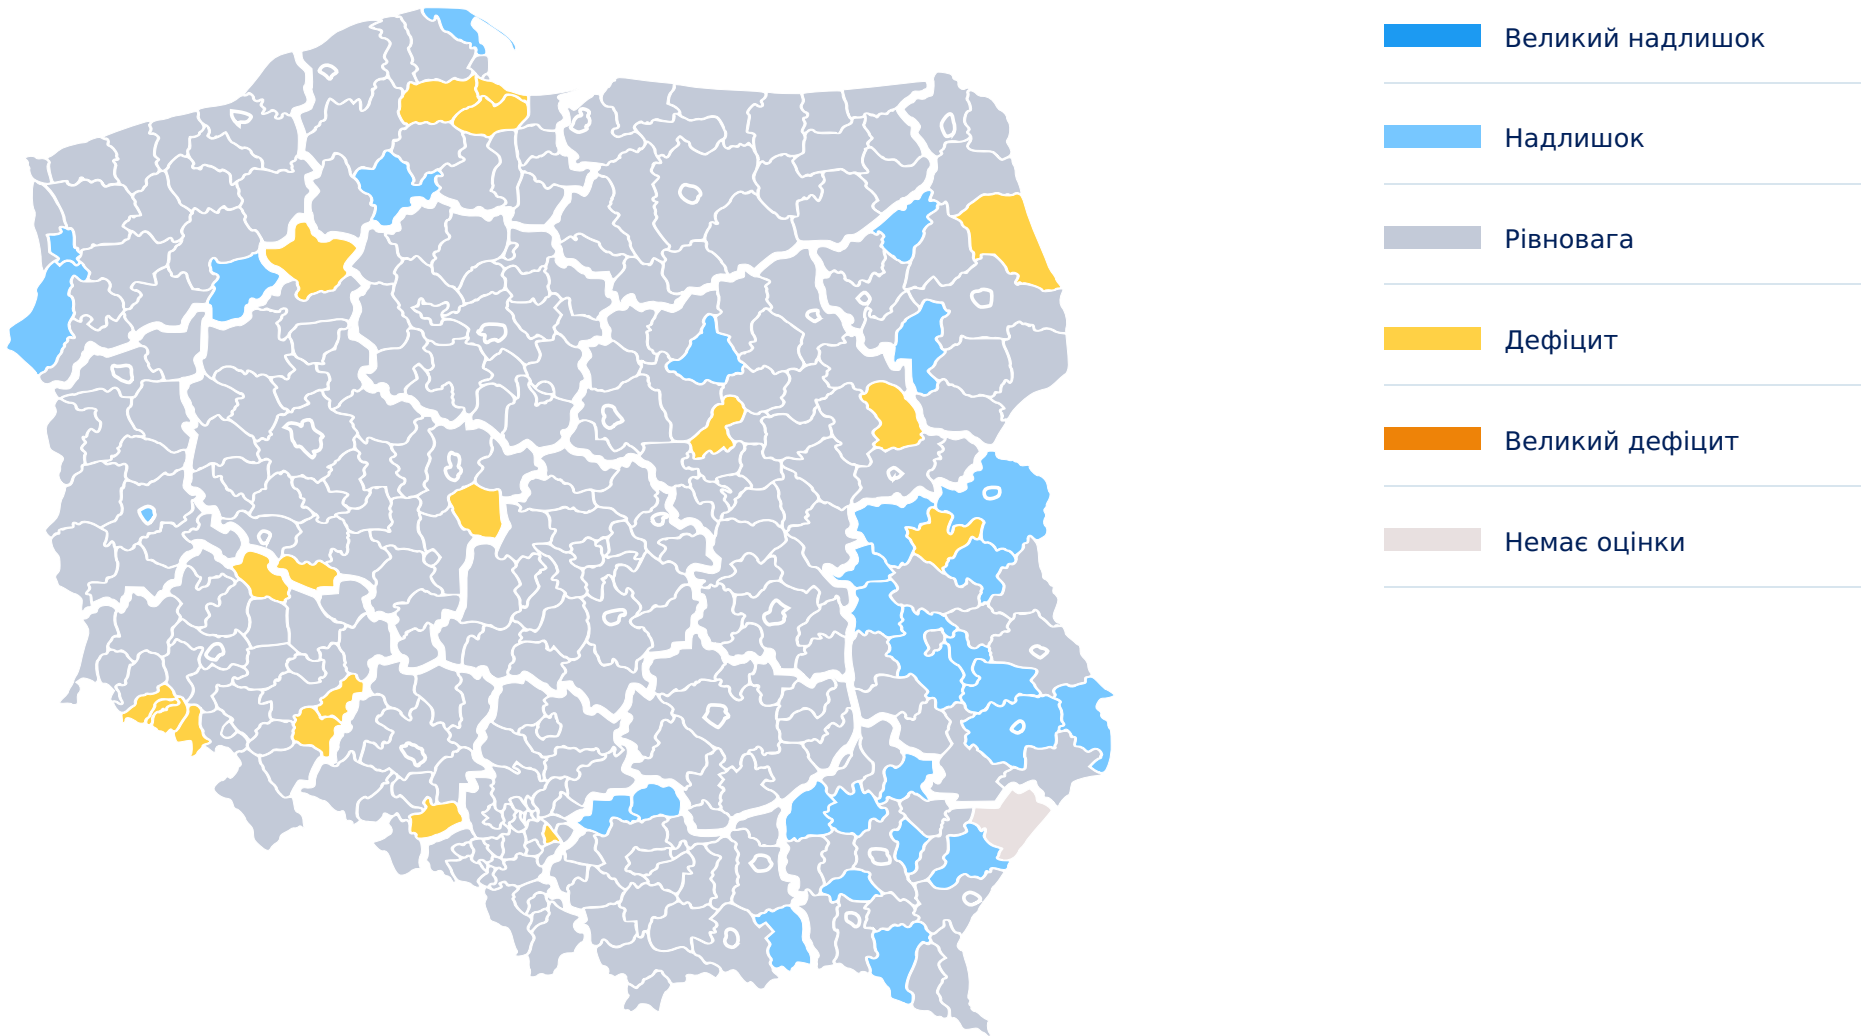 Великий надлишок
Надлишок
Рівновага
Дефіцит
Великий дефіцит
Немає оцінки